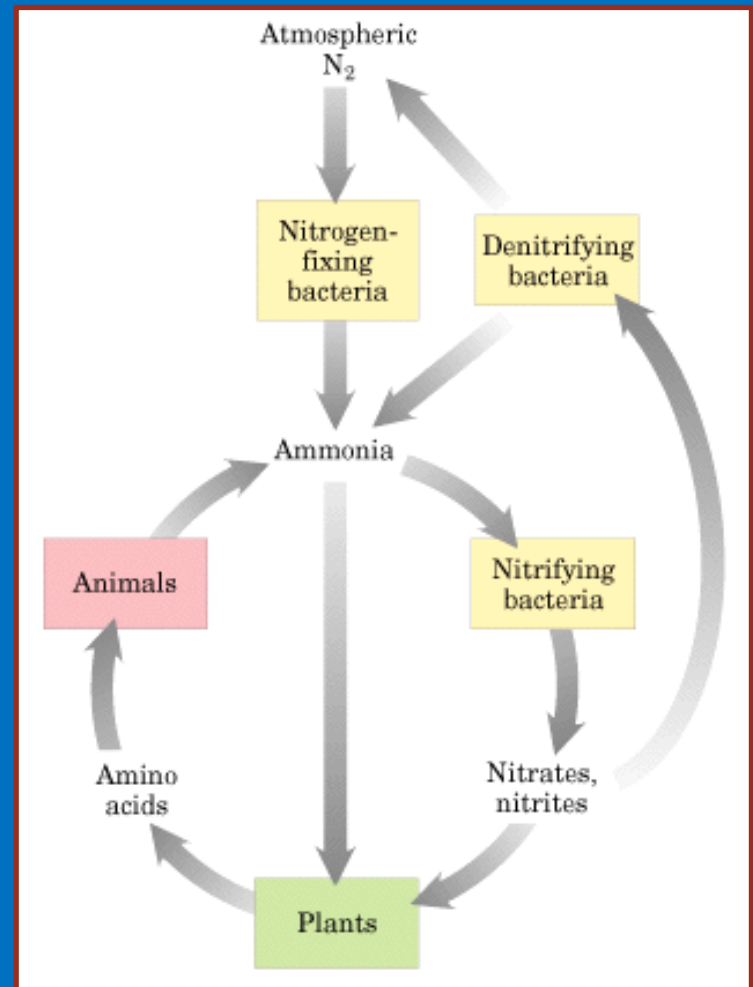 Atmospheric
N₂
Nitrogen-
fixing
bacteria
Denitrifying
bacteria
Ammonia
Animals
Nitrifying
bacteria
Amino
acids
Nitrates,
nitrites
Plants